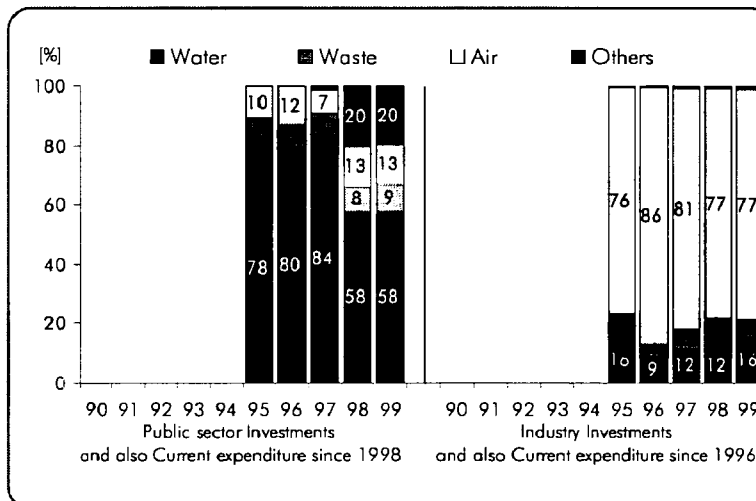 [%] Water Waste Air Others
100 10 12 7 20 20
80 13 13 76 86 81 77 77
60 8 9
40 78 80 84 58 58
20 16 9 12 12 16
0
90 91 92 93 94 95 96 97 98 99 90 91 92 93 94 95 96 97 98 99
Public sector Investments Industry Investments
and also Current expenditure since 1998 and also Current expenditure since 1996